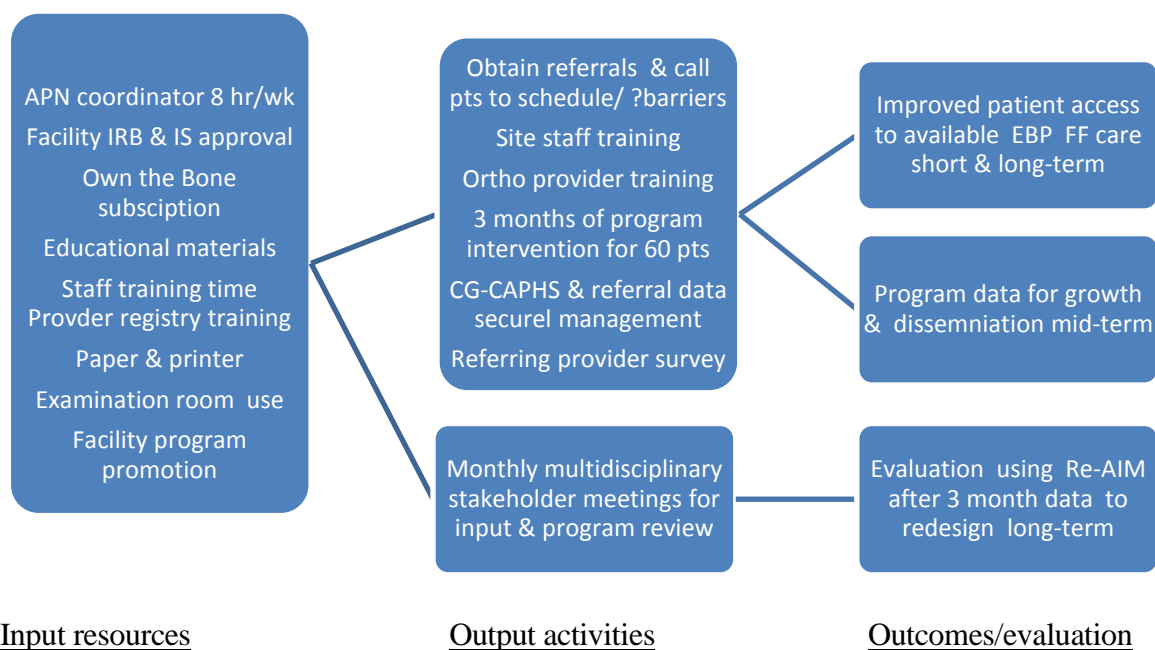 APN coordinator 8 hr/wk
Facility IRB & IS approval
Own the Bone
subsciption
Educational materials
Staff training time
Provder registry training
Paper & printer
Examination room use
Facility program
promotion
Obtain referrals & call
pts to schedule/ ?barriers
Site staff training
Ortho provider training
3 months of program
intervention for 60 pts
CG-CAPHS & referral data
securel management
Referring provider survey
Monthly multidisciplinary
stakeholder meetings for
input & program review
Improved patient access
to available EBP FF care
short & long-term
Program data for growth
& dissemniation mid-term
Evaluation using Re-AIM
after 3 month data to
redesign long-term
Input resources
Output activities
Outcomes/evaluation